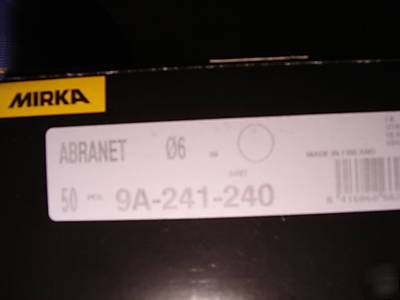 MIRKA
ABRANET Ø6
MADE IN FINLAND
50 PCS. 9A-241-240